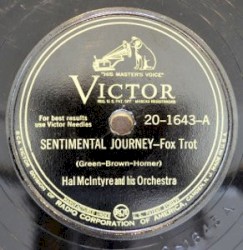 "HIS MASTER'S VOICE"
VICTOR
For best results
use Victor Needles
20-1643-A
SENTIMENTAL JOURNEY–Fox Trot
(Green-Brown-Homer)
Hal McIntyre and his Orchestra
RADIO CORPORATION OF AMERICA
RCA